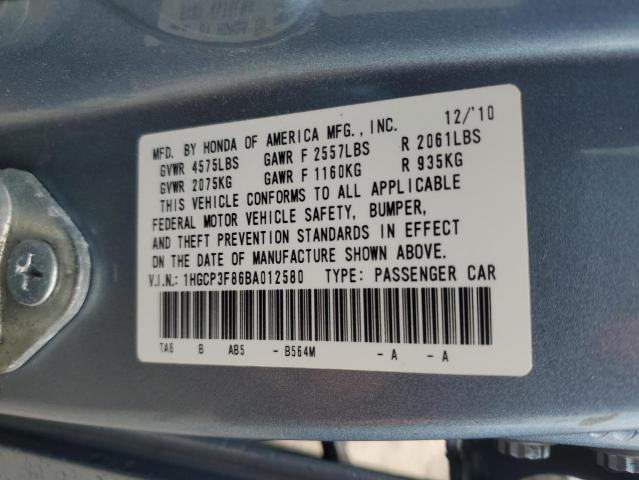 MFD. BY HONDA OF AMERICA MFG., INC. 12/'10
GVWR 4575LBS GAWR F 2557LBS R 2061LBS
GVWR 2075KG GAWR F 1160KG R 935KG
THIS VEHICLE CONFORMS TO ALL APPLICABLE
FEDERAL MOTOR VEHICLE SAFETY, BUMPER,
AND THEFT PREVENTION STANDARDS IN EFFECT
ON THE DATE OF MANUFACTURE SHOWN ABOVE.
V.I.N.: 1HGCP3F86BA012580 TYPE: PASSENGER CAR
TA6 B AB5 - B564M - A - A